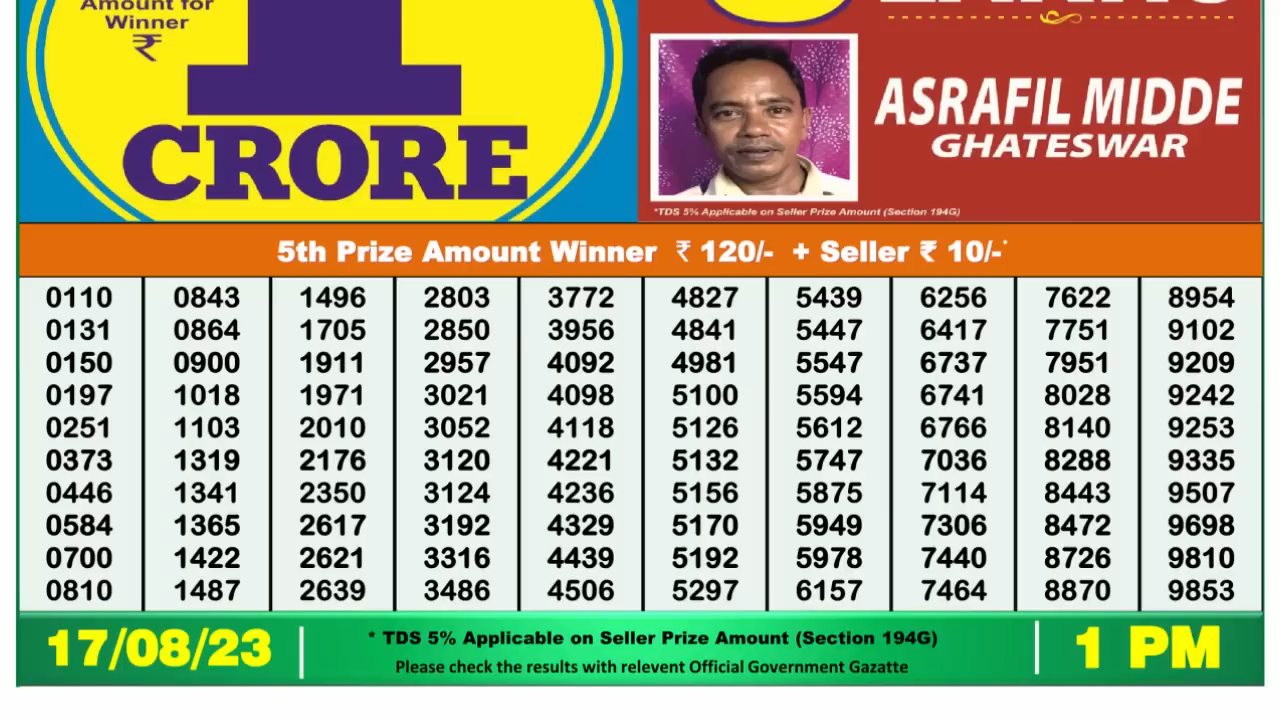 Amount for
Winner
₹
1
CRORE
ASRAFIL MIDDE
GHATESWAR
*TDS 5% Applicable on Seller Prize Amount (Section 194G)
5th Prize Amount Winner ₹ 120/- + Seller ₹ 10/-*
0110 0843 1496 2803 3772 4827 5439 6256 7622 8954
0131 0864 1705 2850 3956 4841 5447 6417 7751 9102
0150 0900 1911 2957 4092 4981 5547 6737 7951 9209
0197 1018 1971 3021 4098 5100 5594 6741 8028 9242
0251 1103 2010 3052 4118 5126 5612 6766 8140 9253
0373 1319 2176 3120 4221 5132 5747 7036 8288 9335
0446 1341 2350 3124 4236 5156 5875 7114 8443 9507
0584 1365 2617 3192 4329 5170 5949 7306 8472 9698
0700 1422 2621 3316 4439 5192 5978 7440 8726 9810
0810 1487 2639 3486 4506 5297 6157 7464 8870 9853
17/08/23
* TDS 5% Applicable on Seller Prize Amount (Section 194G)
Please check the results with relevent Official Government Gazatte
1 PM